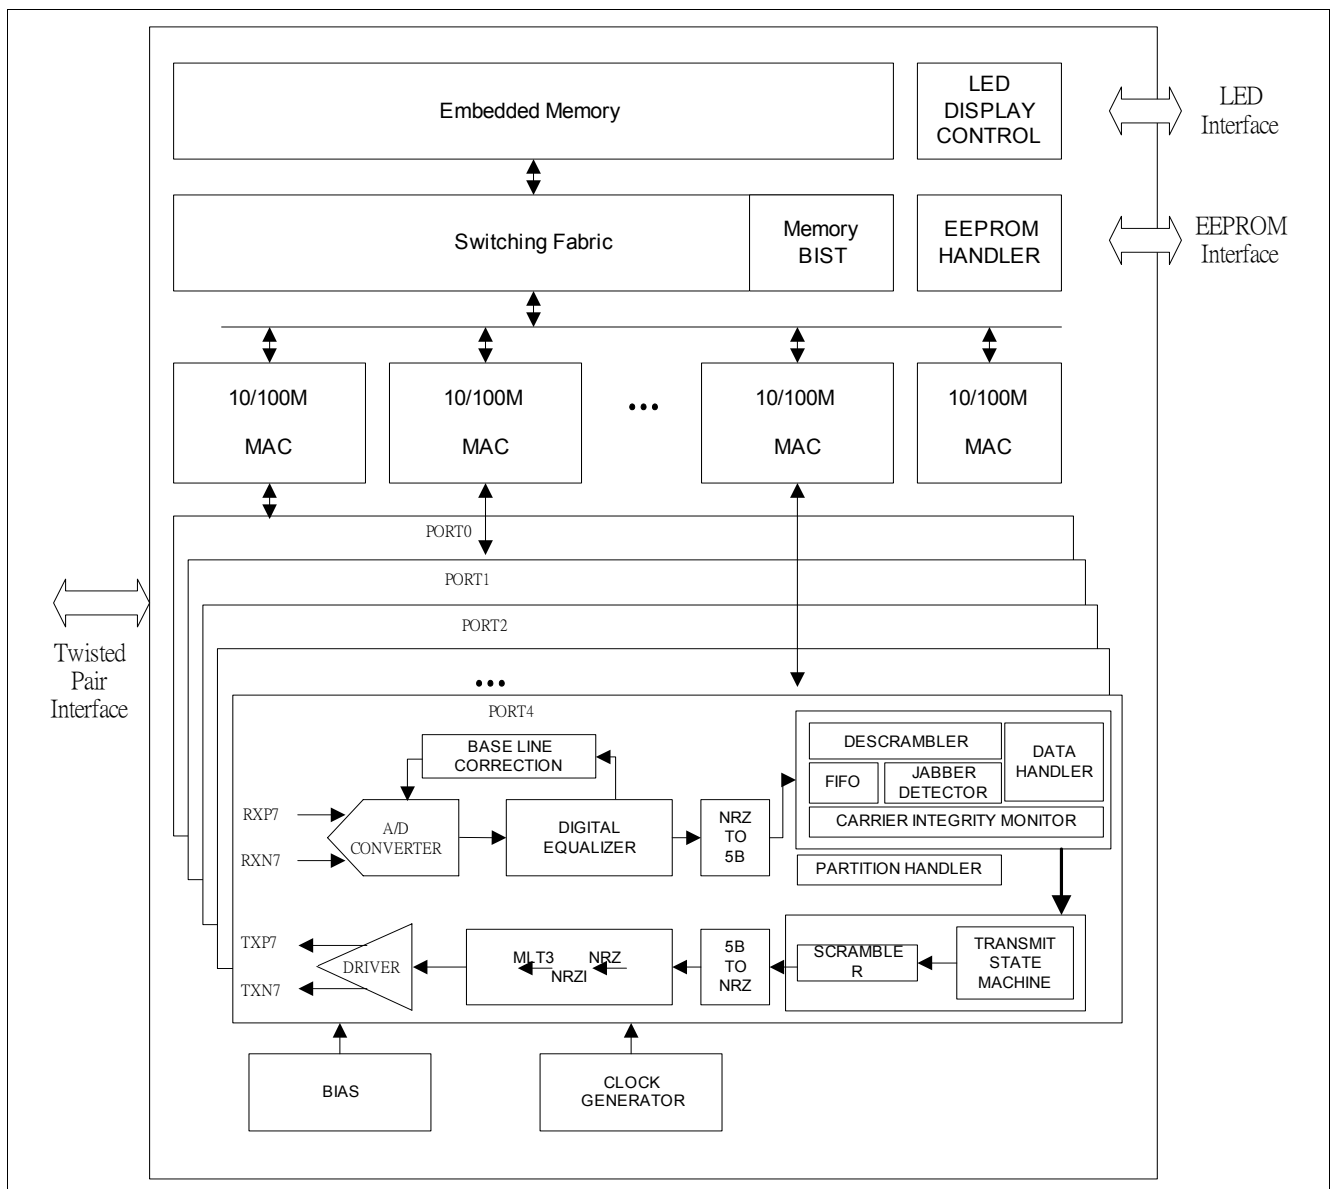 Embedded Memory
LED
DISPLAY
CONTROL
LED
Interface
Switching Fabric
Memory
BIST
EEPROM
HANDLER
EEPROM
Interface
10/100M
MAC
10/100M
MAC
...
10/100M
MAC
10/100M
MAC
PORT0
PORT1
PORT2
...
PORT4
Twisted
Pair
Interface
BASE LINE
CORRECTION
RXP7
RXN7
A/D
CONVERTER
DIGITAL
EQUALIZER
NRZ
TO
5B
DESCRAMBLER
FIFO
JABBER
DETECTOR
DATA
HANDLER
CARRIER INTEGRITY MONITOR
PARTITION HANDLER
TXP7
TXN7
DRIVER
MLT3
NRZI
NRZ
5B
TO
NRZ
SCRAMBLE
R
TRANSMIT
STATE
MACHINE
BIAS
CLOCK
GENERATOR